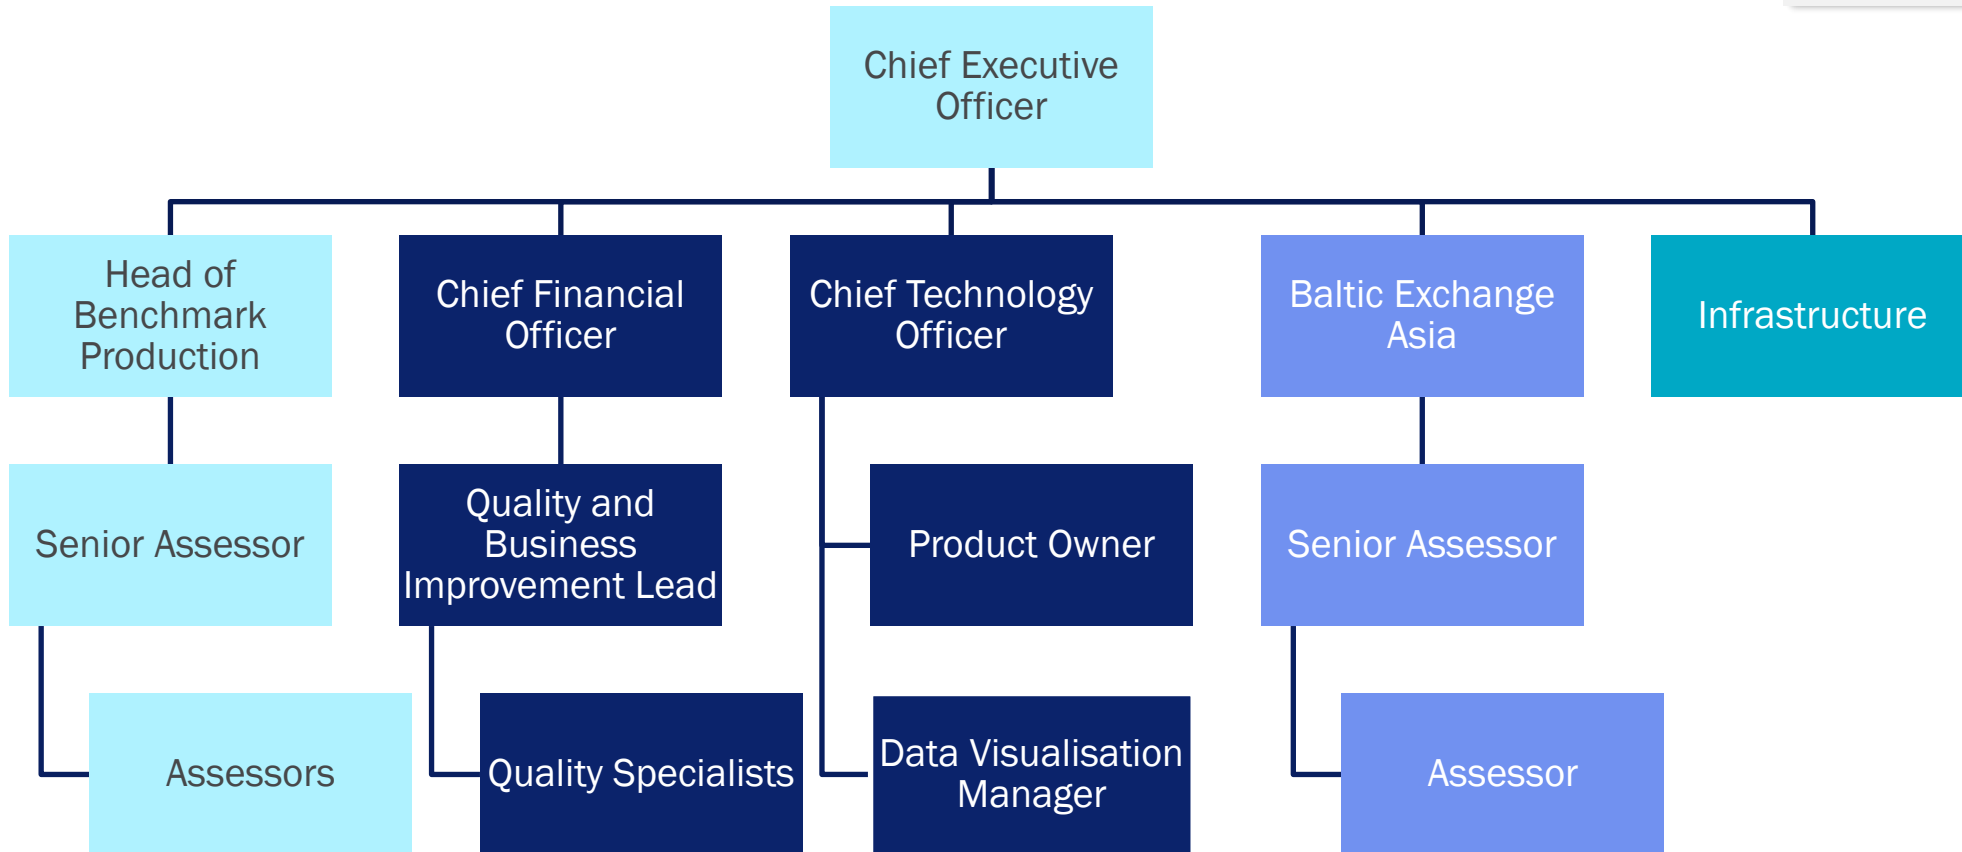 Chief Executive
Officer
Head of
Benchmark
Production
Chief Financial
Officer
Chief Technology
Officer
Baltic Exchange
Asia
Infrastructure
Senior Assessor
Quality and
Business
Improvement Lead
Product Owner
Senior Assessor
Assessors
Quality Specialists
Data Visualisation
Manager
Assessor